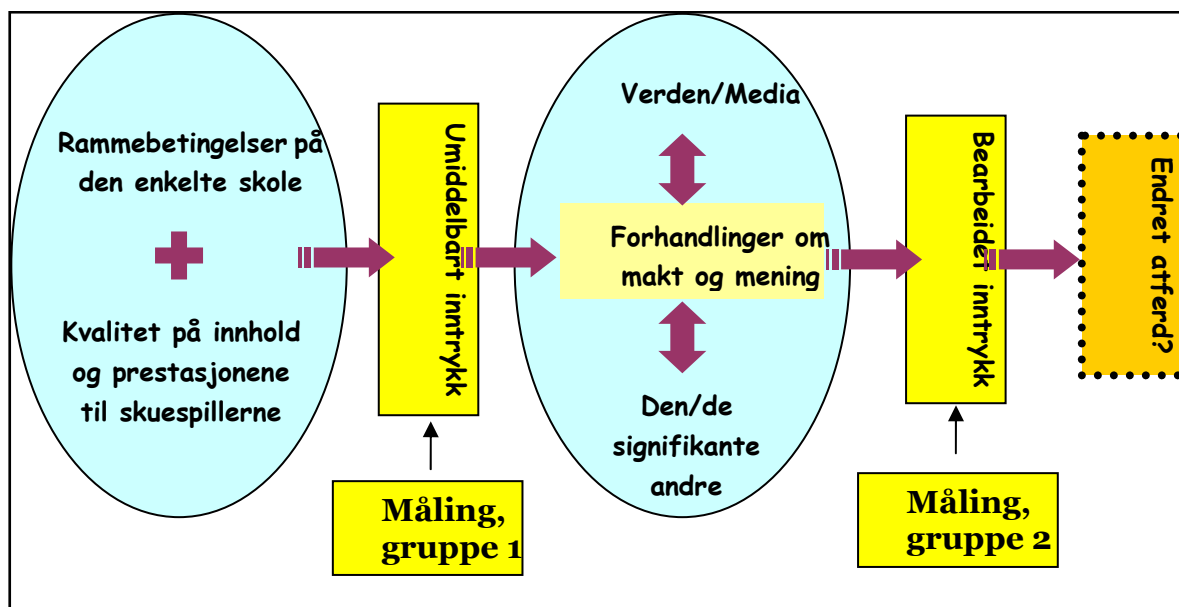 Rammebetingelser på
den enkelte skole
Kvalitet på innhold
og prestasjonene
til skuespillerne
Umiddelbart inntrykk
Måling,
gruppe 1
Verden/Media
Forhandlinger om
makt og mening
Den/de
signifikante
andre
Bearbeidet inntrykk
Måling,
gruppe 2
Endret atferd?